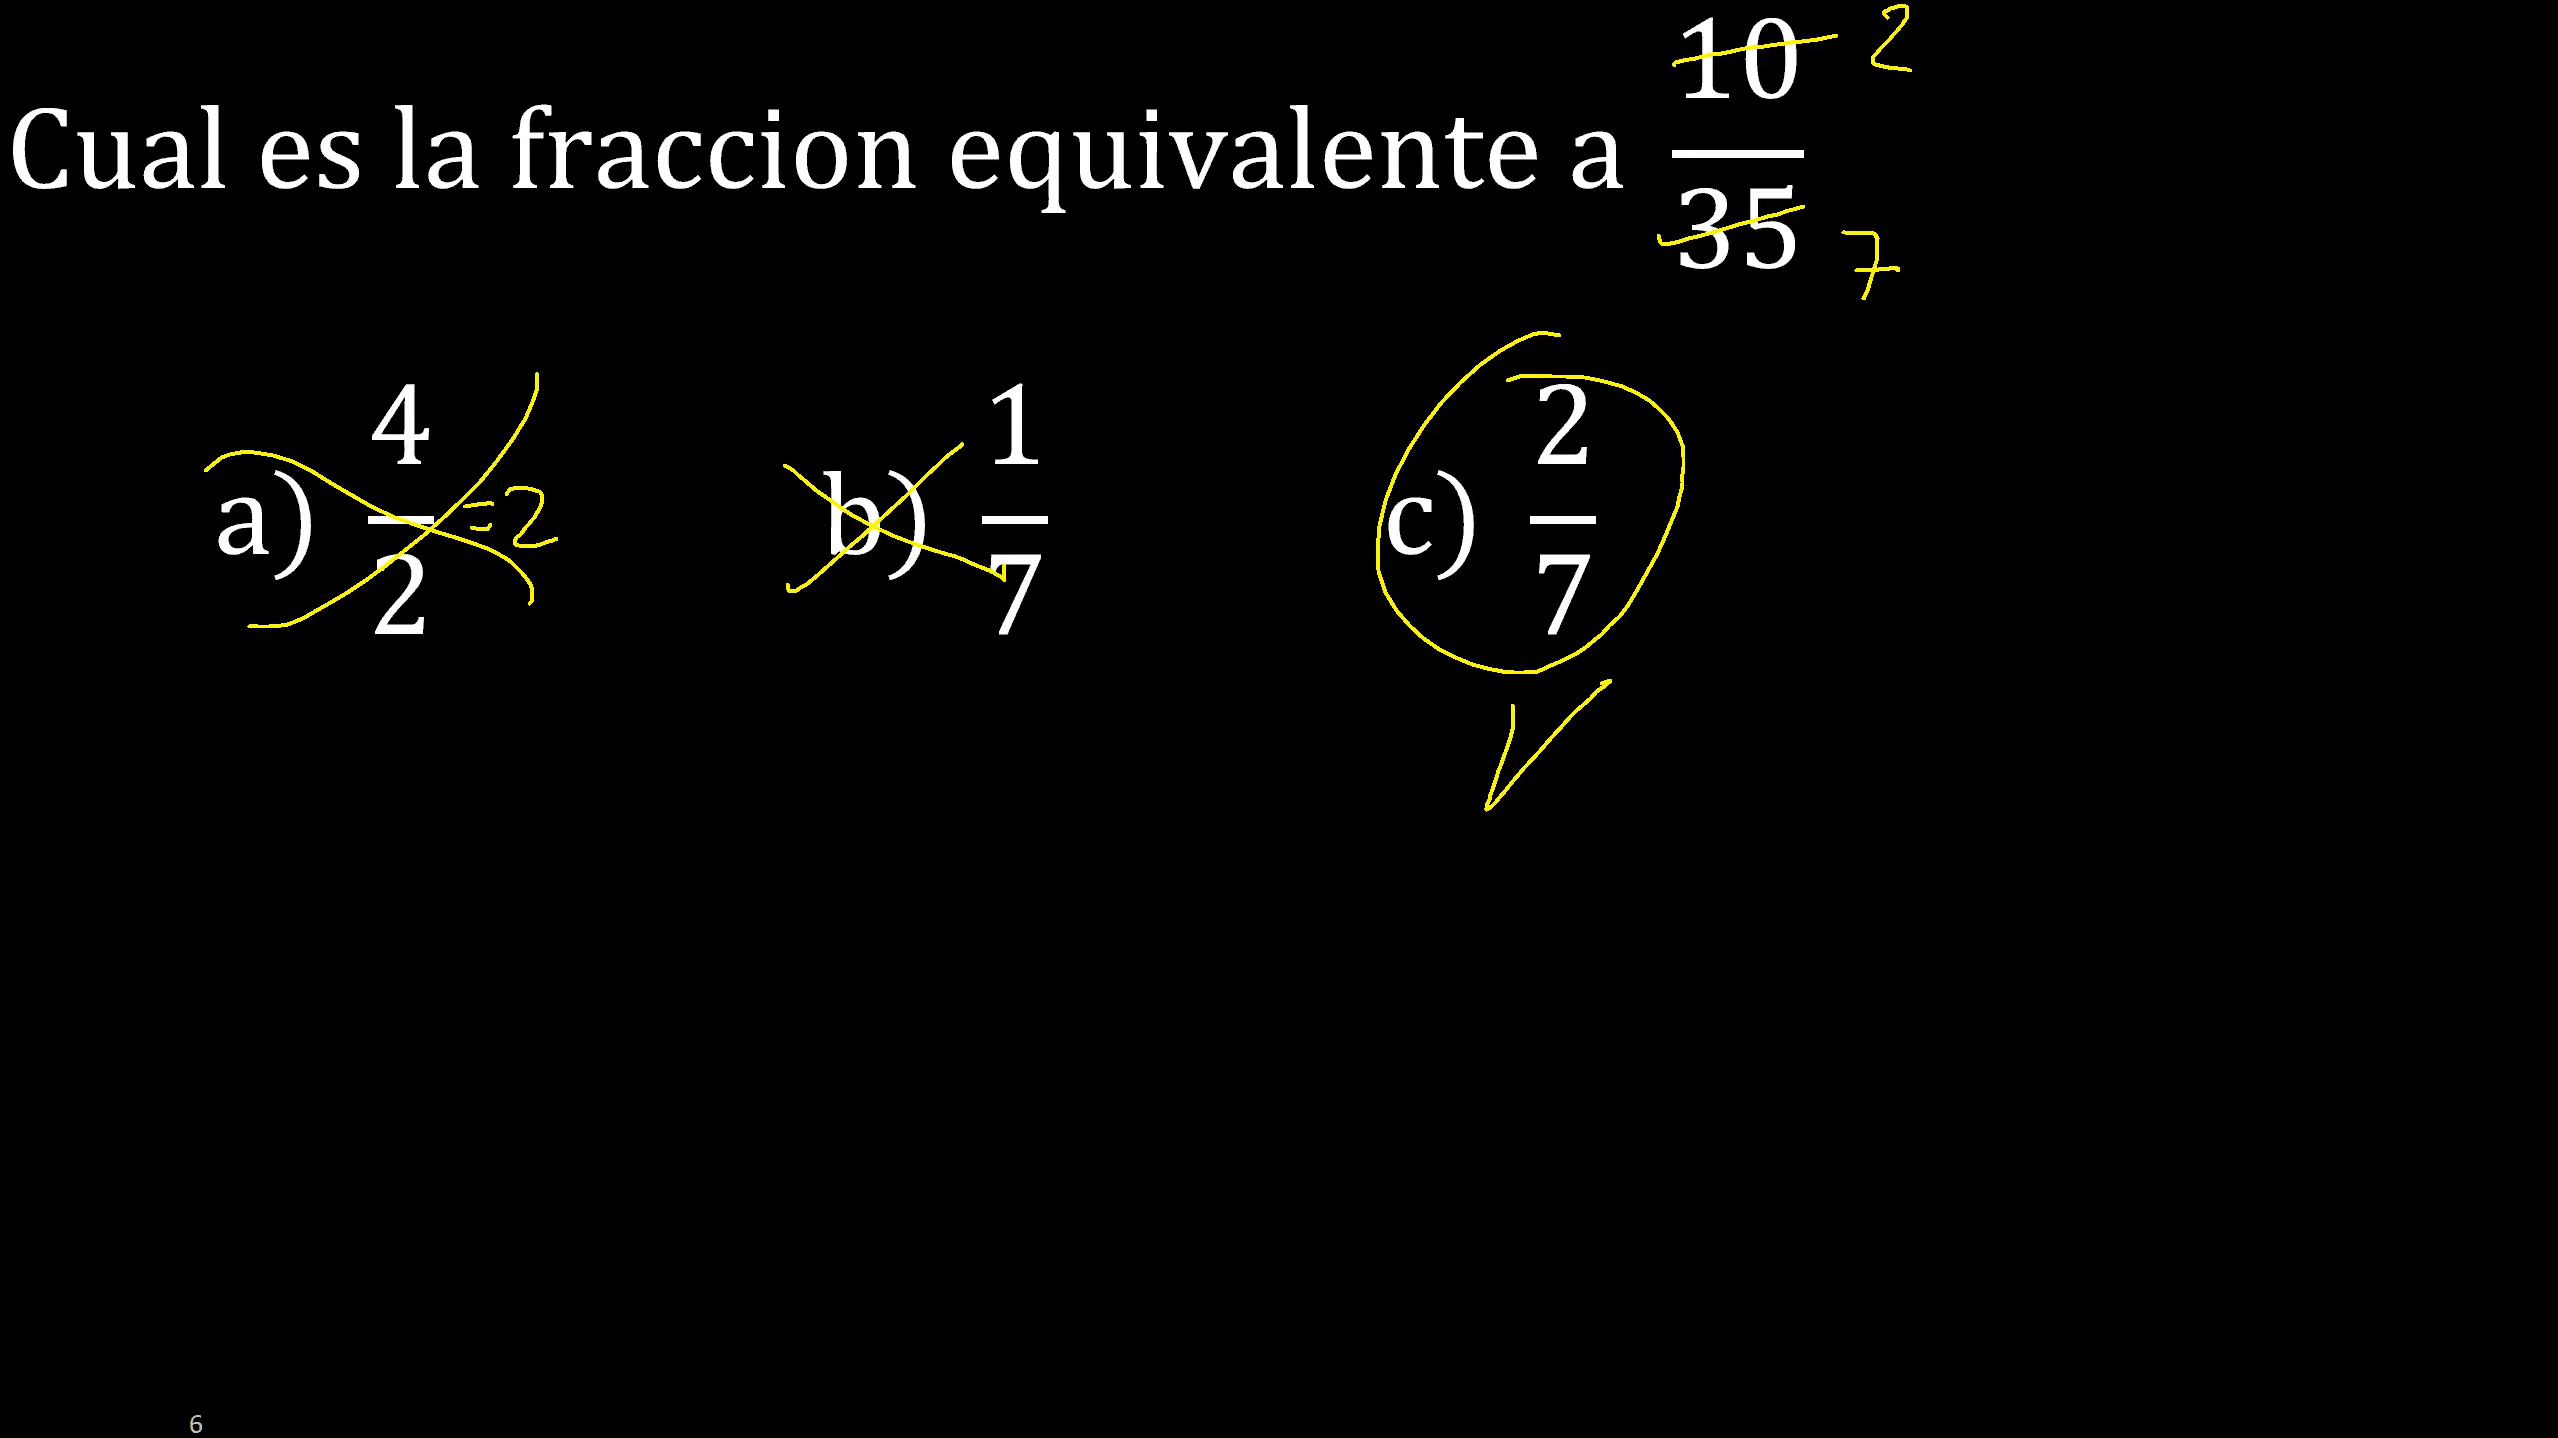 Cual es la fraccion equivalente a 10/35 2 7
a) 4/2 =2 b) 1/7 c) 2/7
6